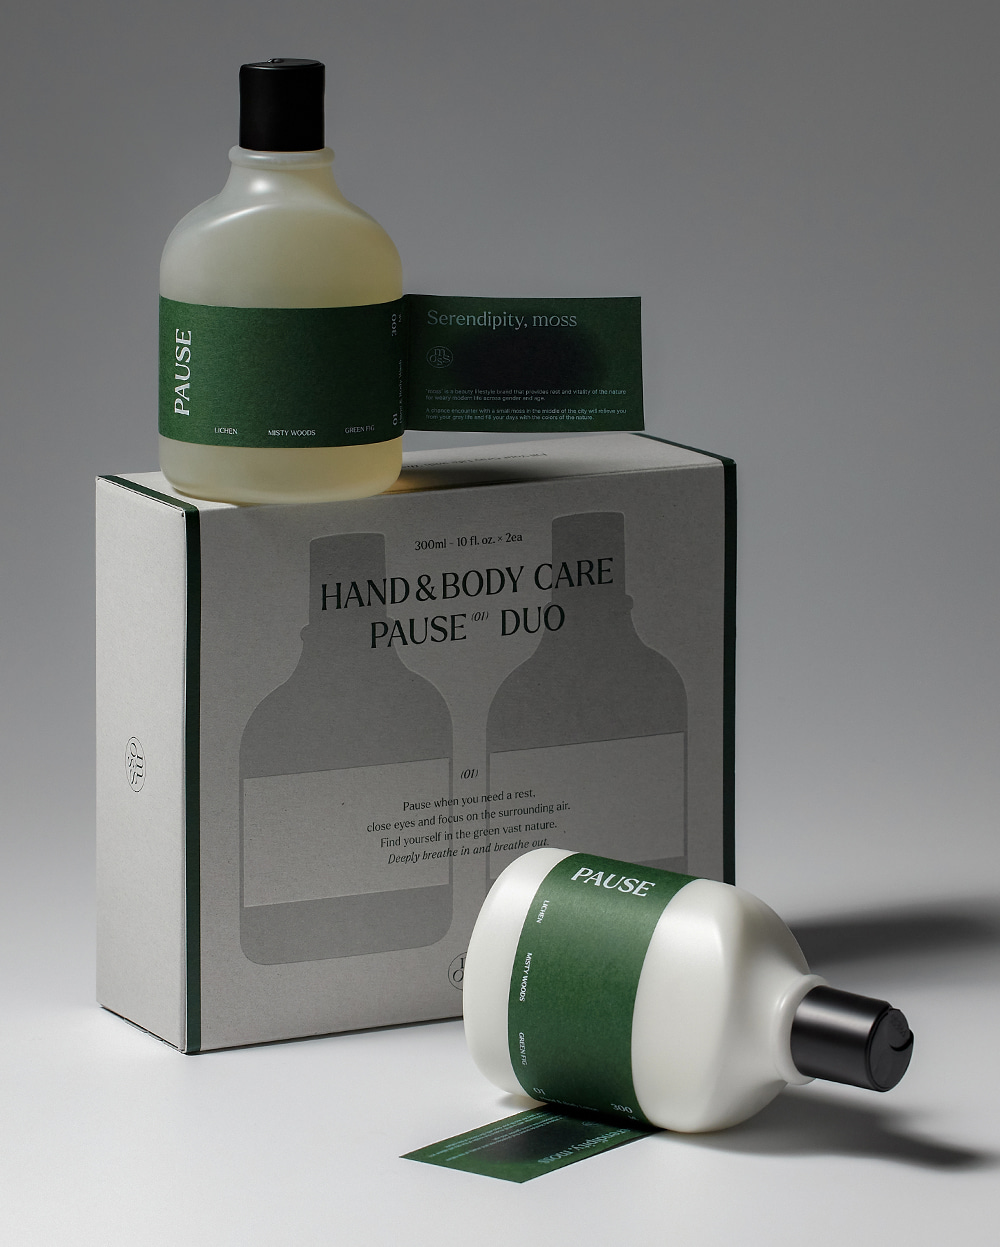 PAUSE
LICHEN
MISTY WOODS
GREEN FIG
01
300
Serendipity, moss
moss
"moss" is a beauty lifestyle brand that provides rest and vitality of the nature
for weary modern life across gender and age.
A chance encounter with a small moss in the middle of the city will relieve you
from your grey life and fill your days with the colors of the nature.
300ml - 10 fl. oz. × 2ea
HAND & BODY CARE
PAUSE (01) DUO
(01)
Pause when you need a rest,
close eyes and focus on the surrounding air.
Find yourself in the green vast nature.
Deeply breathe in and breathe out.
moss
PAUSE
LICHEN
MISTY WOODS
GREEN FIG
01
300
Serendipity, moss